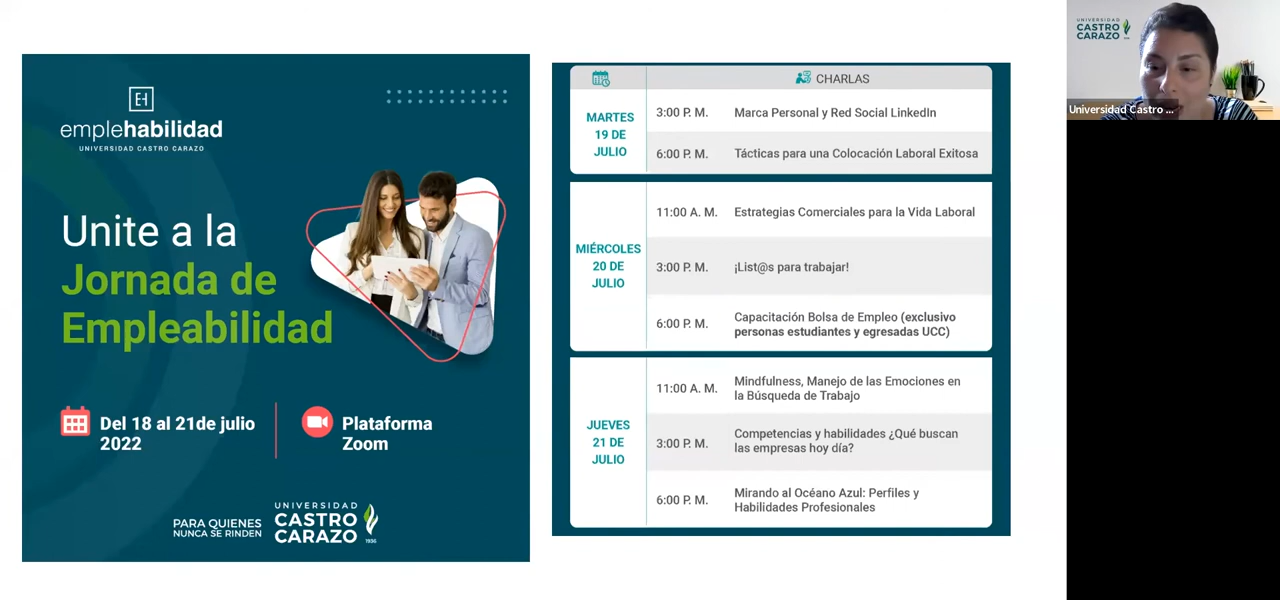 EH
emplehabilidad
UNIVERSIDAD CASTRO CARAZO
Unite a la
Jornada de
Empleabilidad
Del 18 al 21de julio
2022
Plataforma
Zoom
PARA QUIENES
NUNCA SE RINDEN
UNIVERSIDAD
CASTRO
CARAZO
1936
CHARLAS
MARTES
19 DE
JULIO
3:00 P. M. Marca Personal y Red Social LinkedIn
6:00 P. M. Tácticas para una Colocación Laboral Exitosa
MIÉRCOLES
20 DE
JULIO
11:00 A. M. Estrategias Comerciales para la Vida Laboral
3:00 P. M. ¡List@s para trabajar!
6:00 P. M. Capacitación Bolsa de Empleo (exclusivo
personas estudiantes y egresadas UCC)
JUEVES
21 DE
JULIO
11:00 A. M. Mindfulness, Manejo de las Emociones en
la Búsqueda de Trabajo
3:00 P. M. Competencias y habilidades ¿Qué buscan
las empresas hoy día?
6:00 P. M. Mirando al Océano Azul: Perfiles y
Habilidades Profesionales
UNIVERSIDAD
CASTRO
CARAZO
Universidad Castro ...